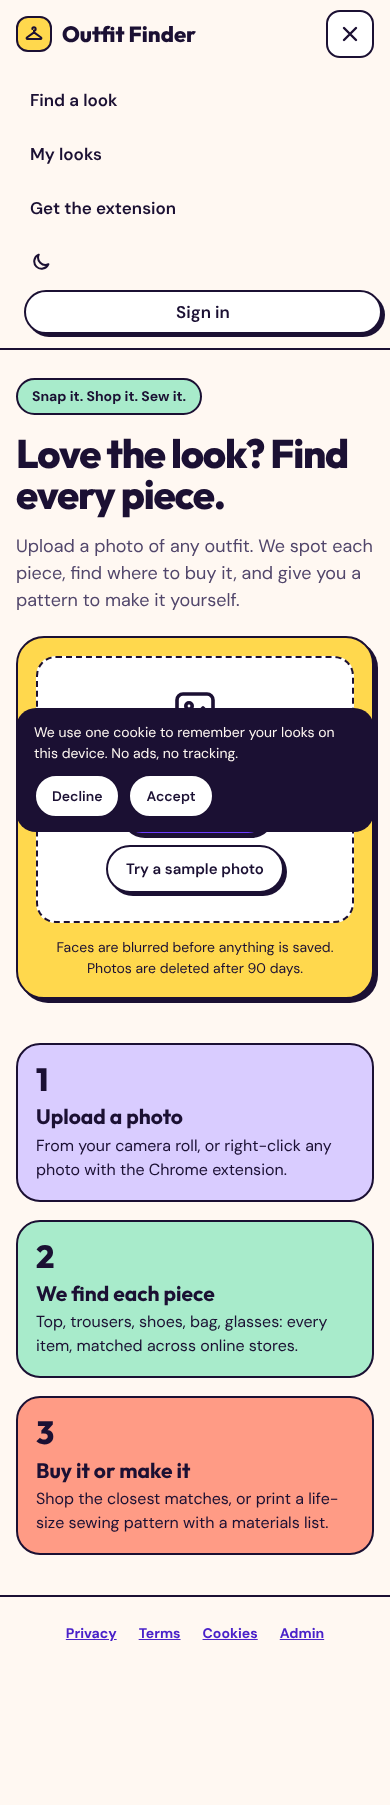 Outfit Finder
Find a look
My looks
Get the extension
Sign in
Snap it. Shop it. Sew it.
Love the look? Find
every piece.
Upload a photo of any outfit. We spot each
piece, find where to buy it, and give you a
pattern to make it yourself.
We use one cookie to remember your looks on
this device. No ads, no tracking.
Decline
Accept
Try a sample photo
Faces are blurred before anything is saved.
Photos are deleted after 90 days.
1
Upload a photo
From your camera roll, or right-click any
photo with the Chrome extension.
2
We find each piece
Top, trousers, shoes, bag, glasses: every
item, matched across online stores.
3
Buy it or make it
Shop the closest matches, or print a life-
size sewing pattern with a materials list.
Privacy Terms Cookies Admin